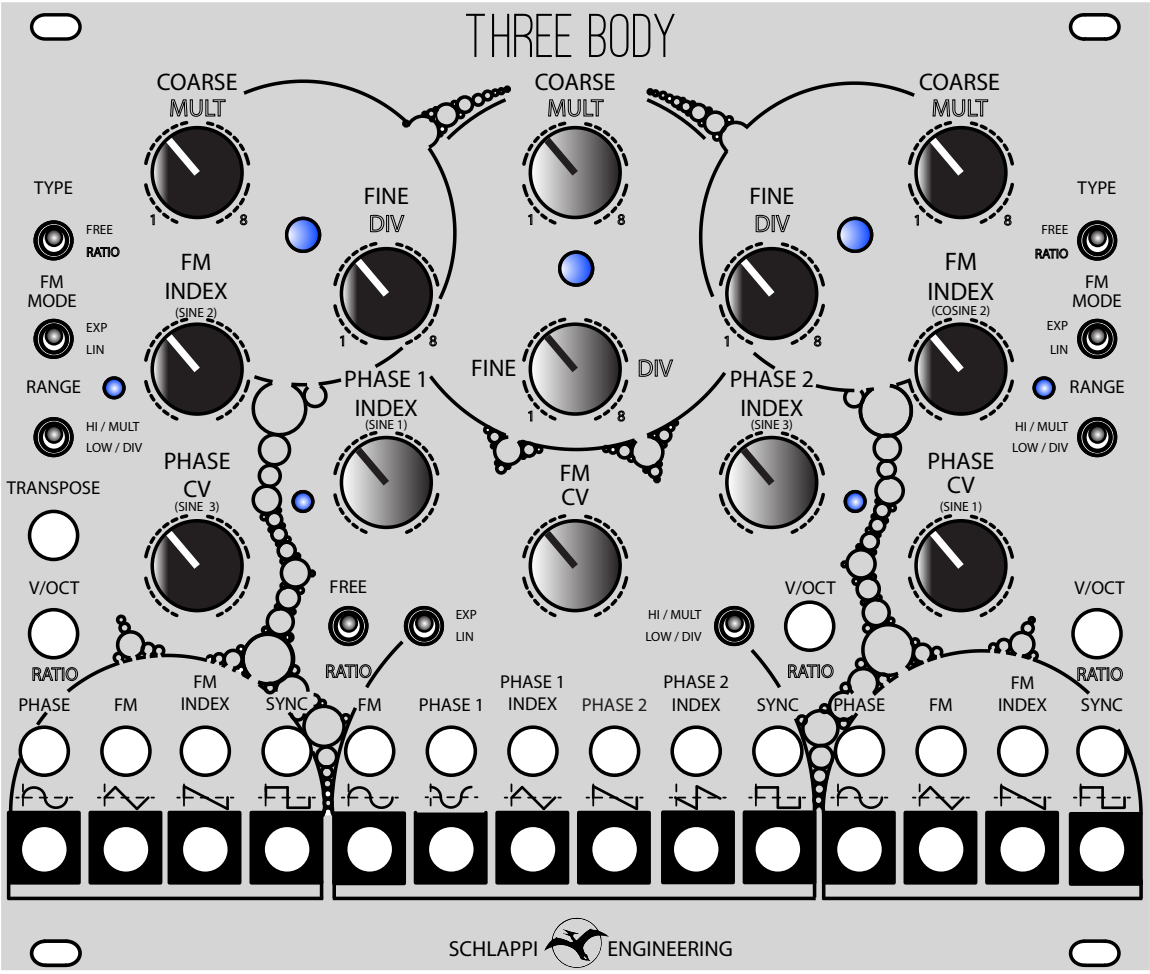 THREE BODY
COARSE
MULT
1 8
COARSE
MULT
1 8
COARSE
MULT
1 8
TYPE
FREE
RATIO
FINE
DIV
1 8
FINE
DIV
1 8
TYPE
FREE
RATIO
FM
MODE
EXP
LIN
FM
INDEX
(SINE 2)
FM
INDEX
(COSINE 2)
FM
MODE
EXP
LIN
FINE
DIV
1 8
RANGE
HI / MULT
LOW / DIV
PHASE 1
INDEX
(SINE 1)
PHASE 2
INDEX
(SINE 3)
RANGE
HI / MULT
LOW / DIV
TRANSPOSE
PHASE
CV
(SINE 3)
FM
CV
PHASE
CV
(SINE 1)
V/OCT
RATIO
FREE
RATIO
EXP
LIN
HI / MULT
LOW / DIV
V/OCT
RATIO
V/OCT
RATIO
PHASE
FM
FM
INDEX
SYNC
FM
PHASE 1
PHASE 1
INDEX
PHASE 2
PHASE 2
INDEX
SYNC
PHASE
FM
FM
INDEX
SYNC
SCHLAPPI ENGINEERING